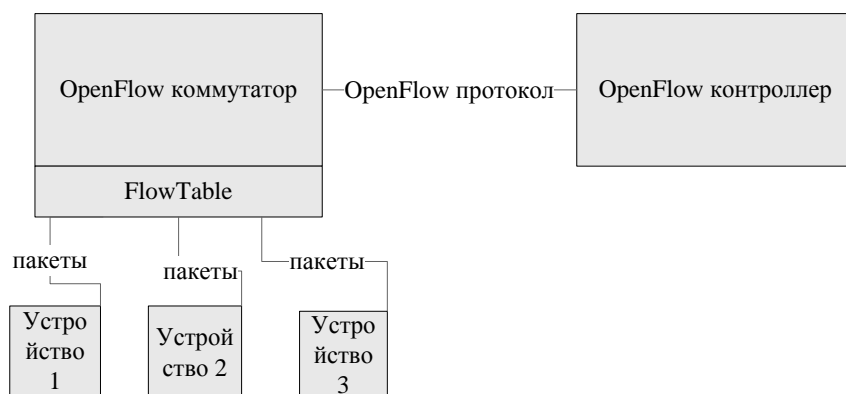 OpenFlow коммутатор
OpenFlow протокол
OpenFlow контроллер
FlowTable
пакеты
пакеты
пакеты
Устро
йство
1
Устрой
ство 2
Устро
йство
3